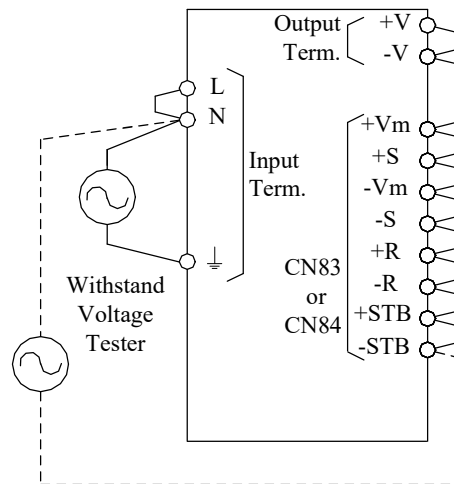 Output
Term.
+V
-V
L
N
Input
Term.
+Vm
+S
-Vm
-S
+R
-R
+STB
-STB
CN83
or
CN84
Withstand
Voltage
Tester